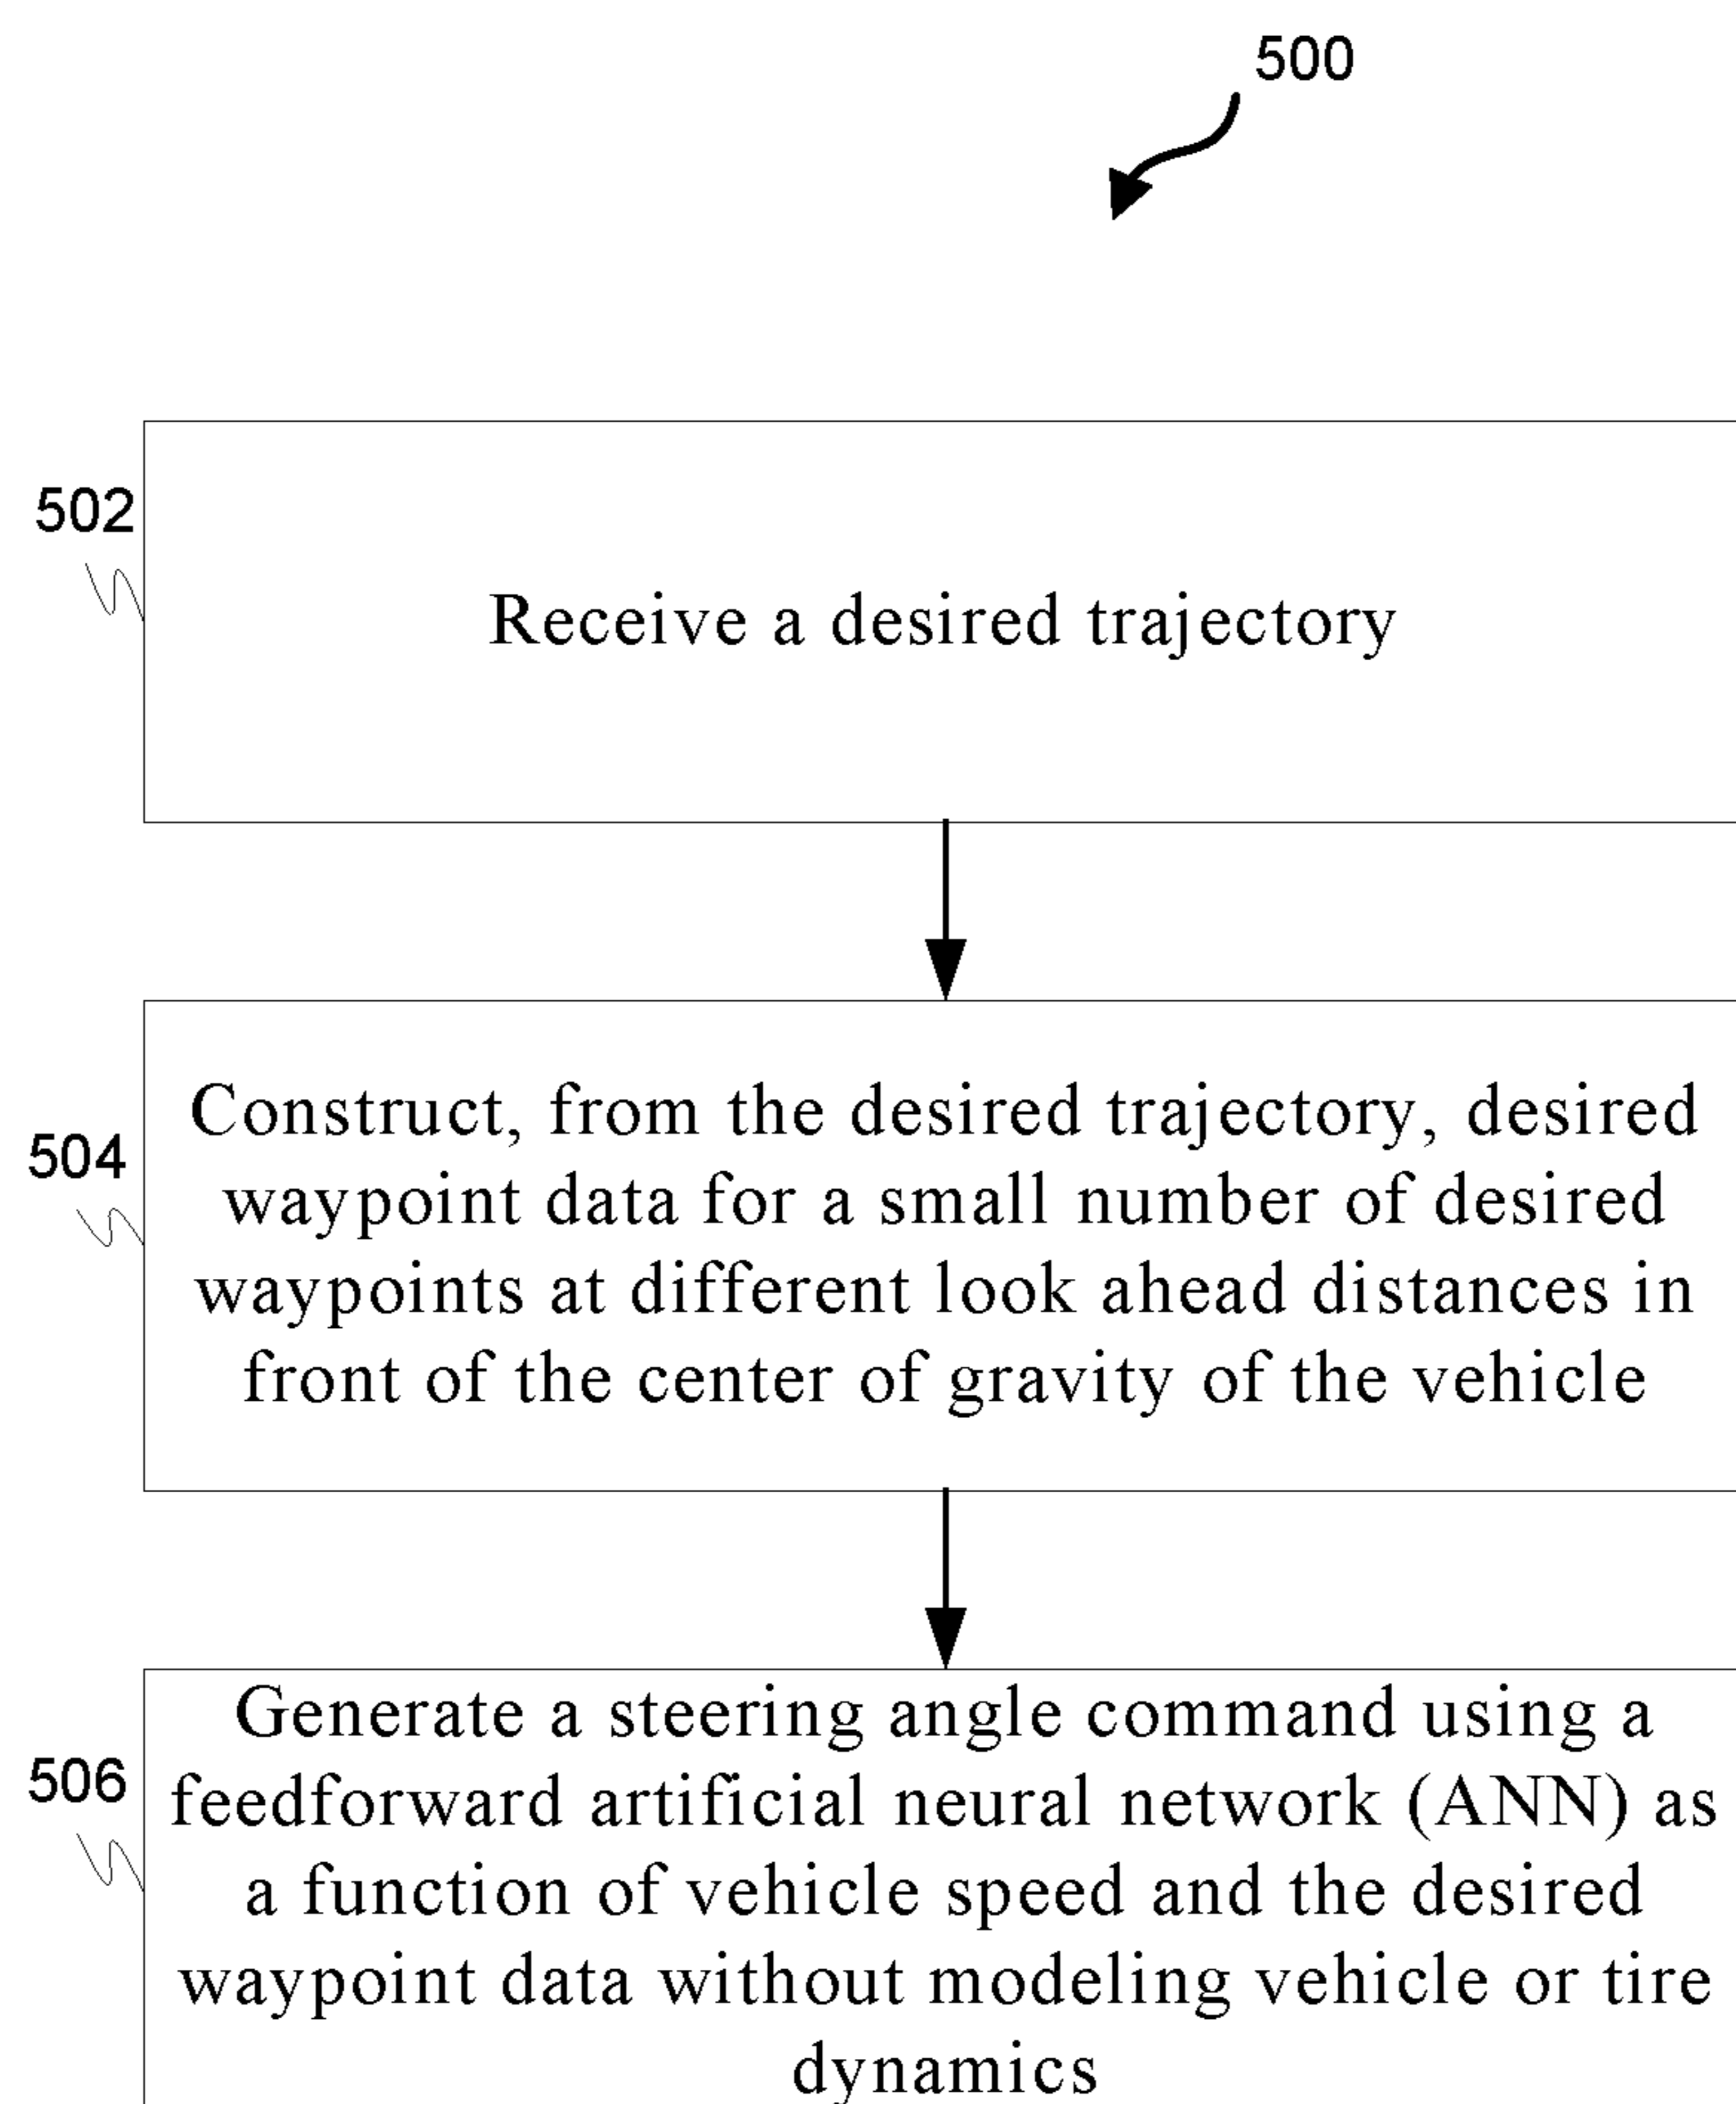 500
502
Receive a desired trajectory
504
Construct, from the desired trajectory, desired
waypoint data for a small number of desired
waypoints at different look ahead distances in
front of the center of gravity of the vehicle
506
Generate a steering angle command using a
feedforward artificial neural network (ANN) as
a function of vehicle speed and the desired
waypoint data without modeling vehicle or tire
dynamics